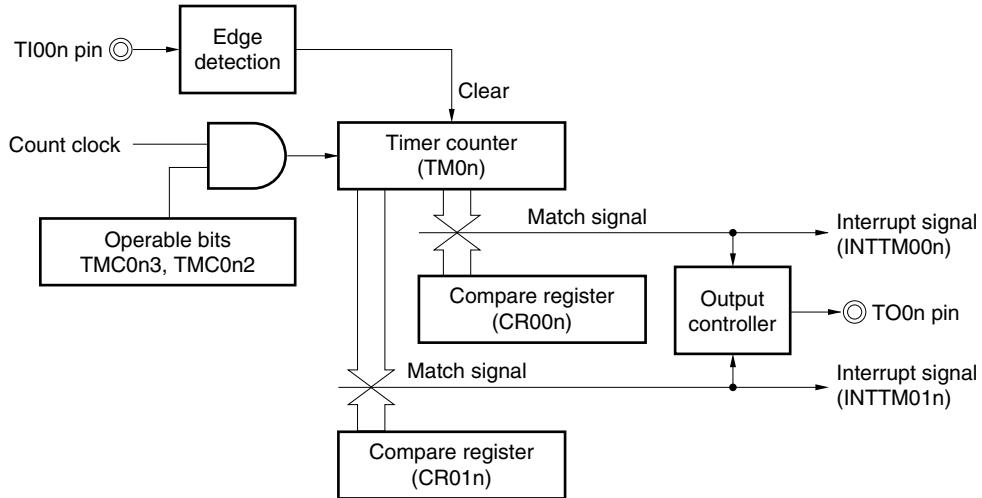 Edge
detection
TI00n pin
Clear
Count clock
Timer counter
(TM0n)
Operable bits
TMC0n3, TMC0n2
Match signal
Interrupt signal
(INTTM00n)
Compare register
(CR00n)
Output
controller
TO0n pin
Match signal
Interrupt signal
(INTTM01n)
Compare register
(CR01n)